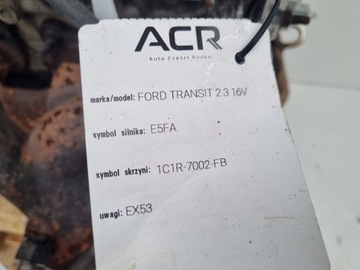 ACR
Auto Części Rudka
marka/model: FORD TRANSIT 2.3 16V
symbol silnika: E5FA
symbol skrzyni: 1C1R-7002-FB
uwagi: EX53